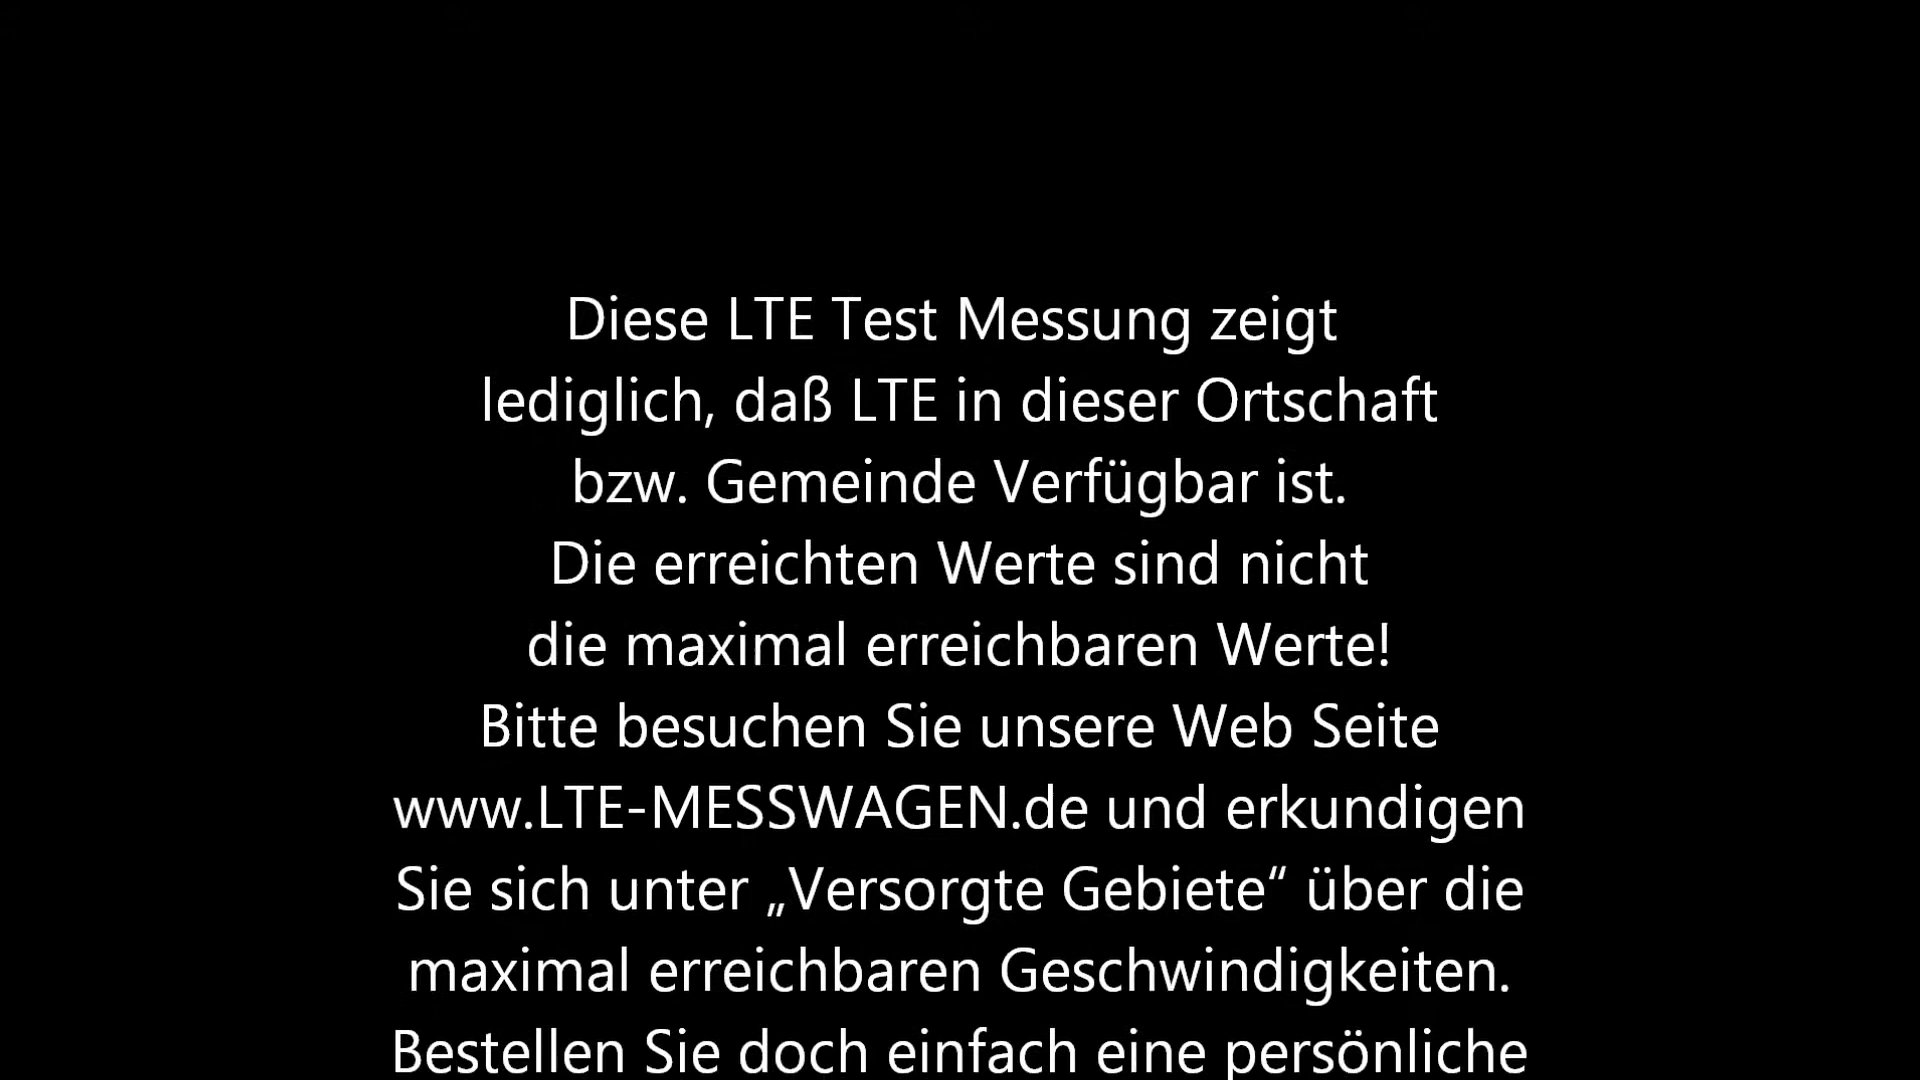 Diese LTE Test Messung zeigt
lediglich, daß LTE in dieser Ortschaft
bzw. Gemeinde Verfügbar ist.
Die erreichten Werte sind nicht
die maximal erreichbaren Werte!
Bitte besuchen Sie unsere Web Seite
www.LTE-MESSWAGEN.de und erkundigen
Sie sich unter „Versorgte Gebiete“ über die
maximal erreichbaren Geschwindigkeiten.
Bestellen Sie doch einfach eine persönliche